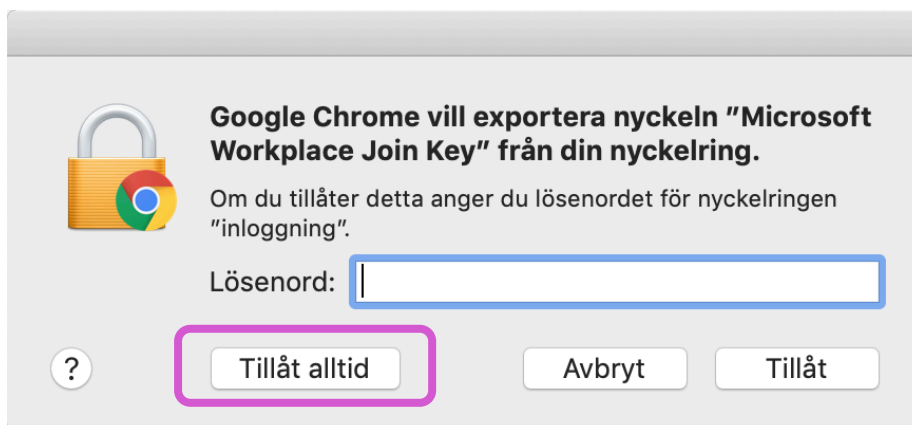 Google Chrome vill exportera nyckeln ”Microsoft
Workplace Join Key” från din nyckelring.
Om du tillåter detta anger du lösenordet för nyckelringen
”inloggning”.
Lösenord:
? Tillåt alltid Avbryt Tillåt